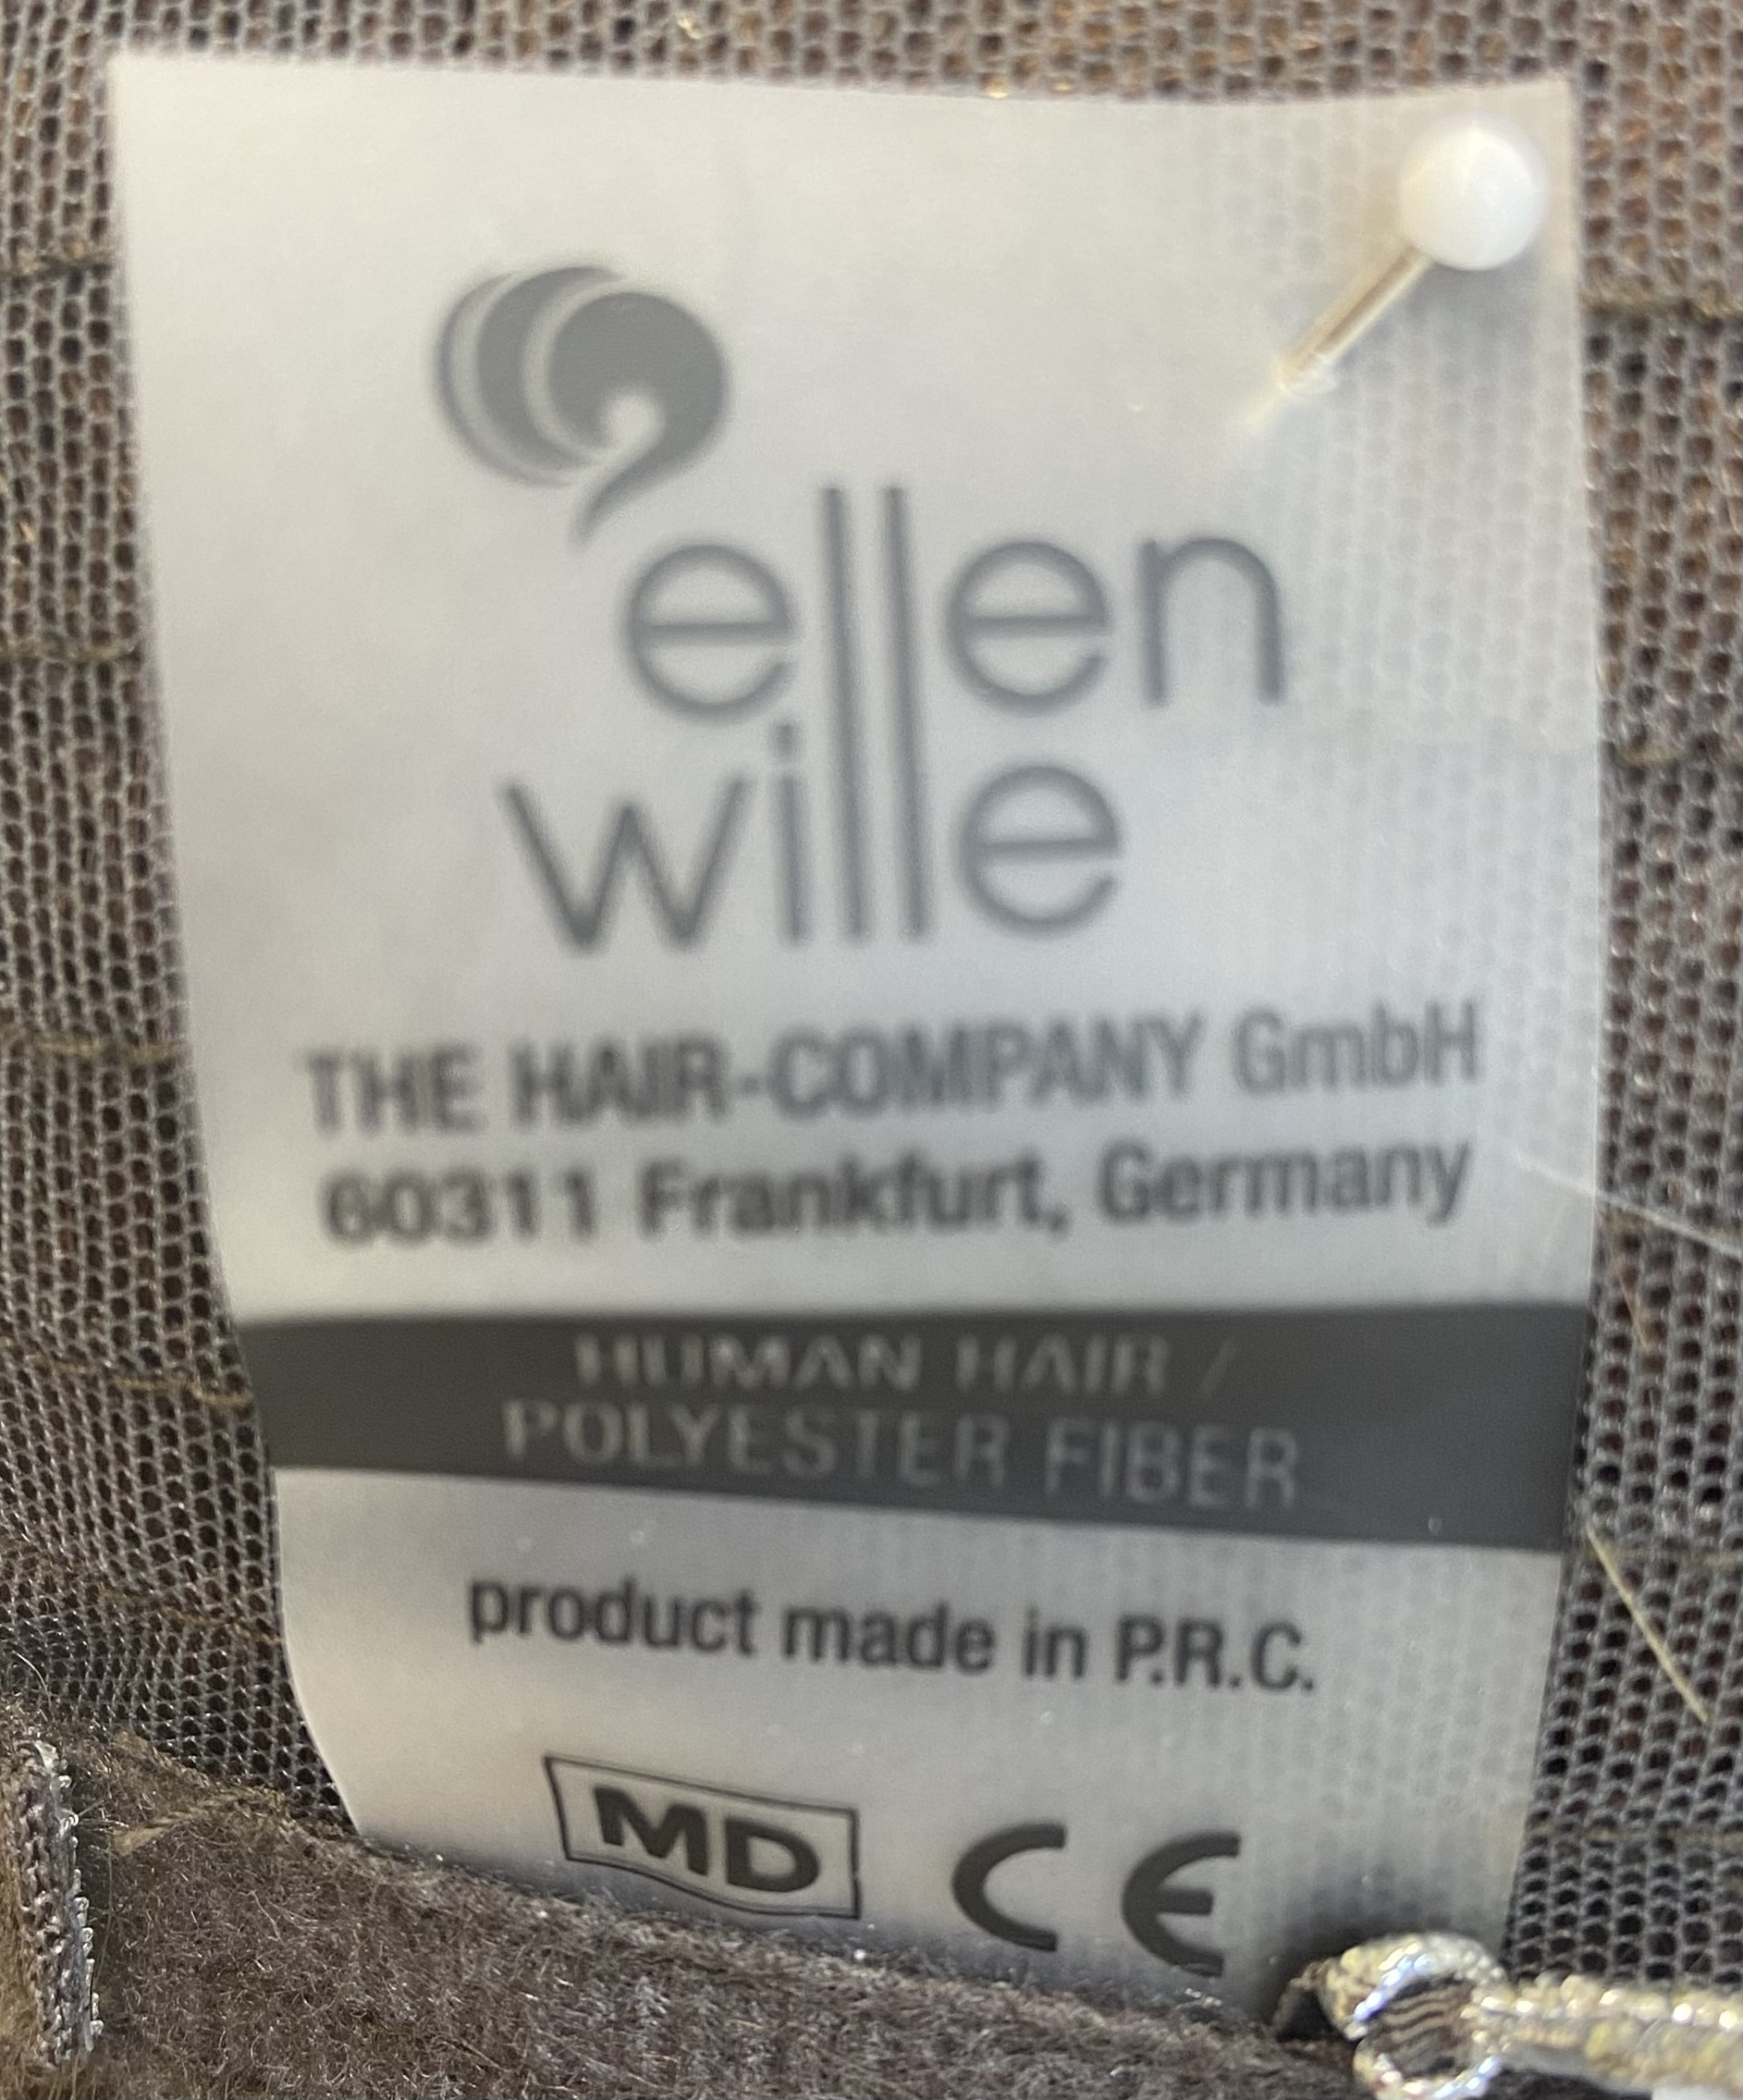 ellen
wille
THE HAIR-COMPANY GmbH
60311 Frankfurt, Germany
HUMAN HAIR /
POLYESTER FIBER
product made in P.R.C.
MD CE